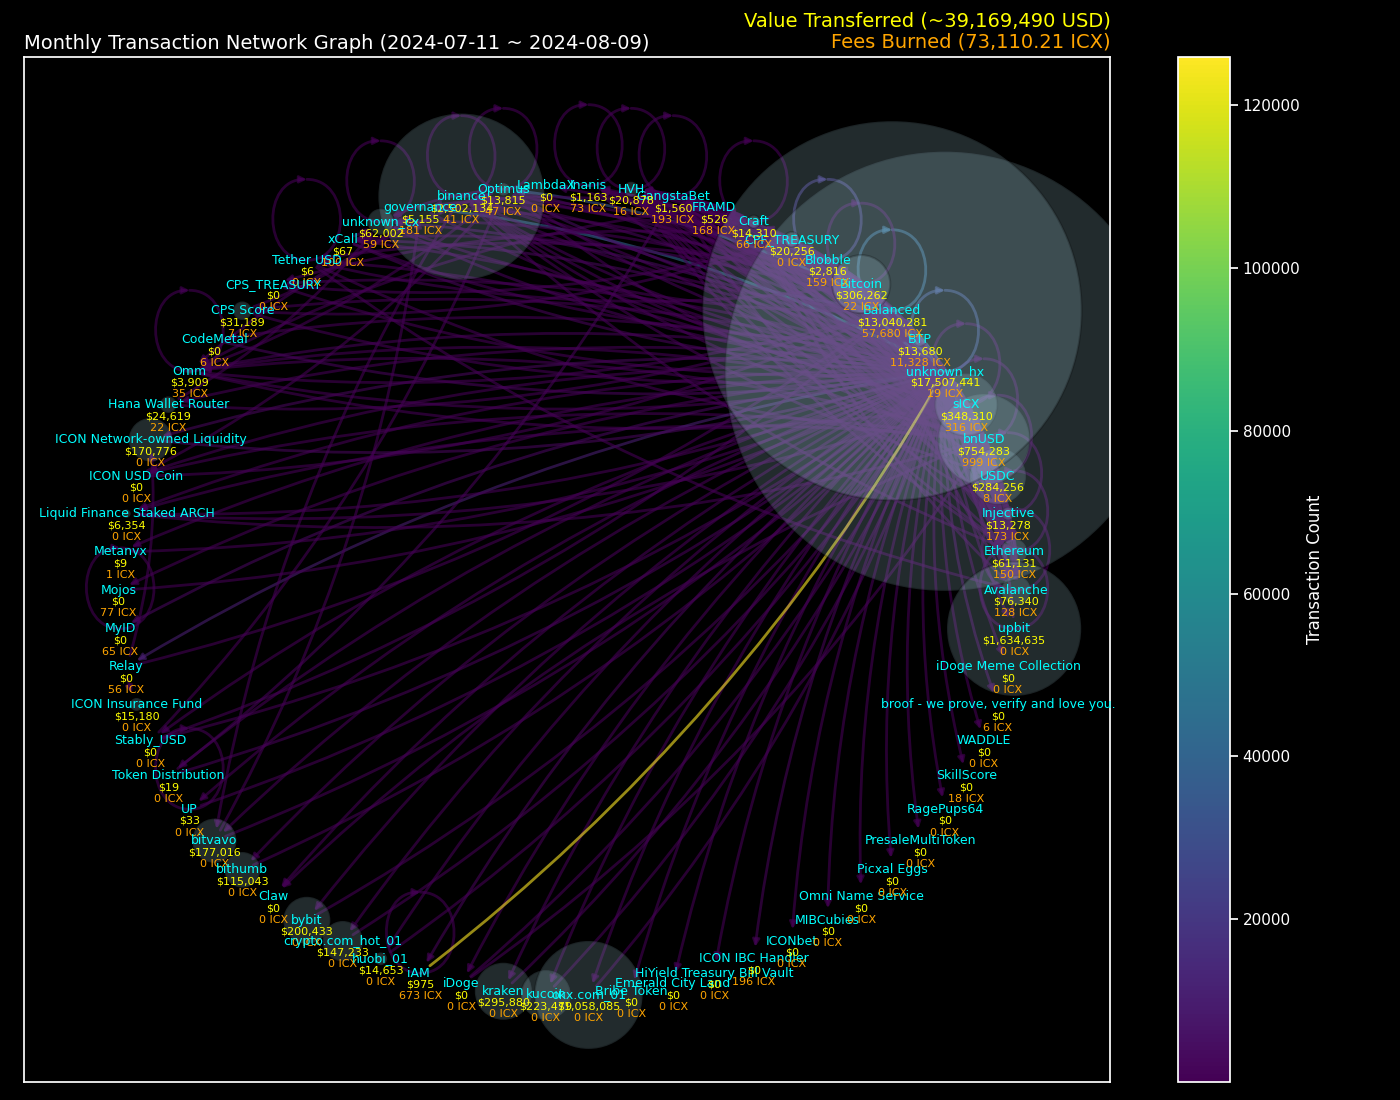 Value Transferred (~39,169,490 USD)
Monthly Transaction Network Graph (2024-07-11 ~ 2024-08-09)
Fees Burned (73,110.21 ICX)
LambdaX
$0
0 ICX
Inanis
$1,163
73 ICX
HVH
$20,878
16 ICX
GangstaBet
$1,560
193 ICX
FRAMD
$526
168 ICX
Craft
$14,310
66 ICX
CPS_TREASURY
$20,256
0 ICX
Blobble
$2,816
159 ICX
Bitcoin
$306,262
22 ICX
Balanced
$13,040,281
57,680 ICX
BTP
$13,680
11,328 ICX
unknown_hx
$17,507,441
19 ICX
sICX
$348,310
316 ICX
bnUSD
$754,283
999 ICX
USDC
$284,256
8 ICX
Injective
$13,278
173 ICX
Ethereum
$61,131
150 ICX
Avalanche
$76,340
128 ICX
upbit
$1,634,635
0 ICX
iDoge Meme Collection
$0
0 ICX
broof - we prove, verify and love you.
$0
6 ICX
WADDLE
$0
0 ICX
SkillScore
$0
18 ICX
RagePups64
$0
0 ICX
PresaleMultiToken
$0
0 ICX
Picxal Eggs
$0
0 ICX
Omni Name Service
$0
0 ICX
MIBCubies
$0
0 ICX
ICONbet
$0
0 ICX
ICON IBC Handler
$0
196 ICX
HiYield Treasury Bill Vault
$0
0 ICX
Emerald City Land
$0
0 ICX
Bribe Token
$0
0 ICX
okx.com_01
0 ICX
kucoin
0 ICX
kraken
$295,880
0 ICX
iDoge
$0
0 ICX
iAM
$975
673 ICX
huobi_01
$14,653
0 ICX
crypto.com_hot_01
$147,233
0 ICX
bybit
$200,433
Claw
$0
0 ICX
bithumb
$115,043
0 ICX
bitvavo
$177,016
0 ICX
UP
$33
0 ICX
Token Distribution
$19
0 ICX
Stably_USD
$0
0 ICX
ICON Insurance Fund
$15,180
0 ICX
Relay
$0
56 ICX
MyID
$0
65 ICX
Mojos
$0
77 ICX
Metanyx
$9
1 ICX
Liquid Finance Staked ARCH
$6,354
0 ICX
ICON USD Coin
$0
0 ICX
ICON Network-owned Liquidity
$170,776
0 ICX
Hana Wallet Router
$24,619
22 ICX
Omm
$3,909
35 ICX
CodeMetal
$0
6 ICX
CPS Score
$31,189
7 ICX
CPS_TREASURY
$0
0 ICX
Tether USD
$6
0 ICX
xCall
$67
100 ICX
unknown_cx
$62,002
59 ICX
governance
$5,155
181 ICX
binance
41 ICX
Optimus
$13,815
47 ICX
120000
100000
80000
60000
40000
20000
Transaction Count